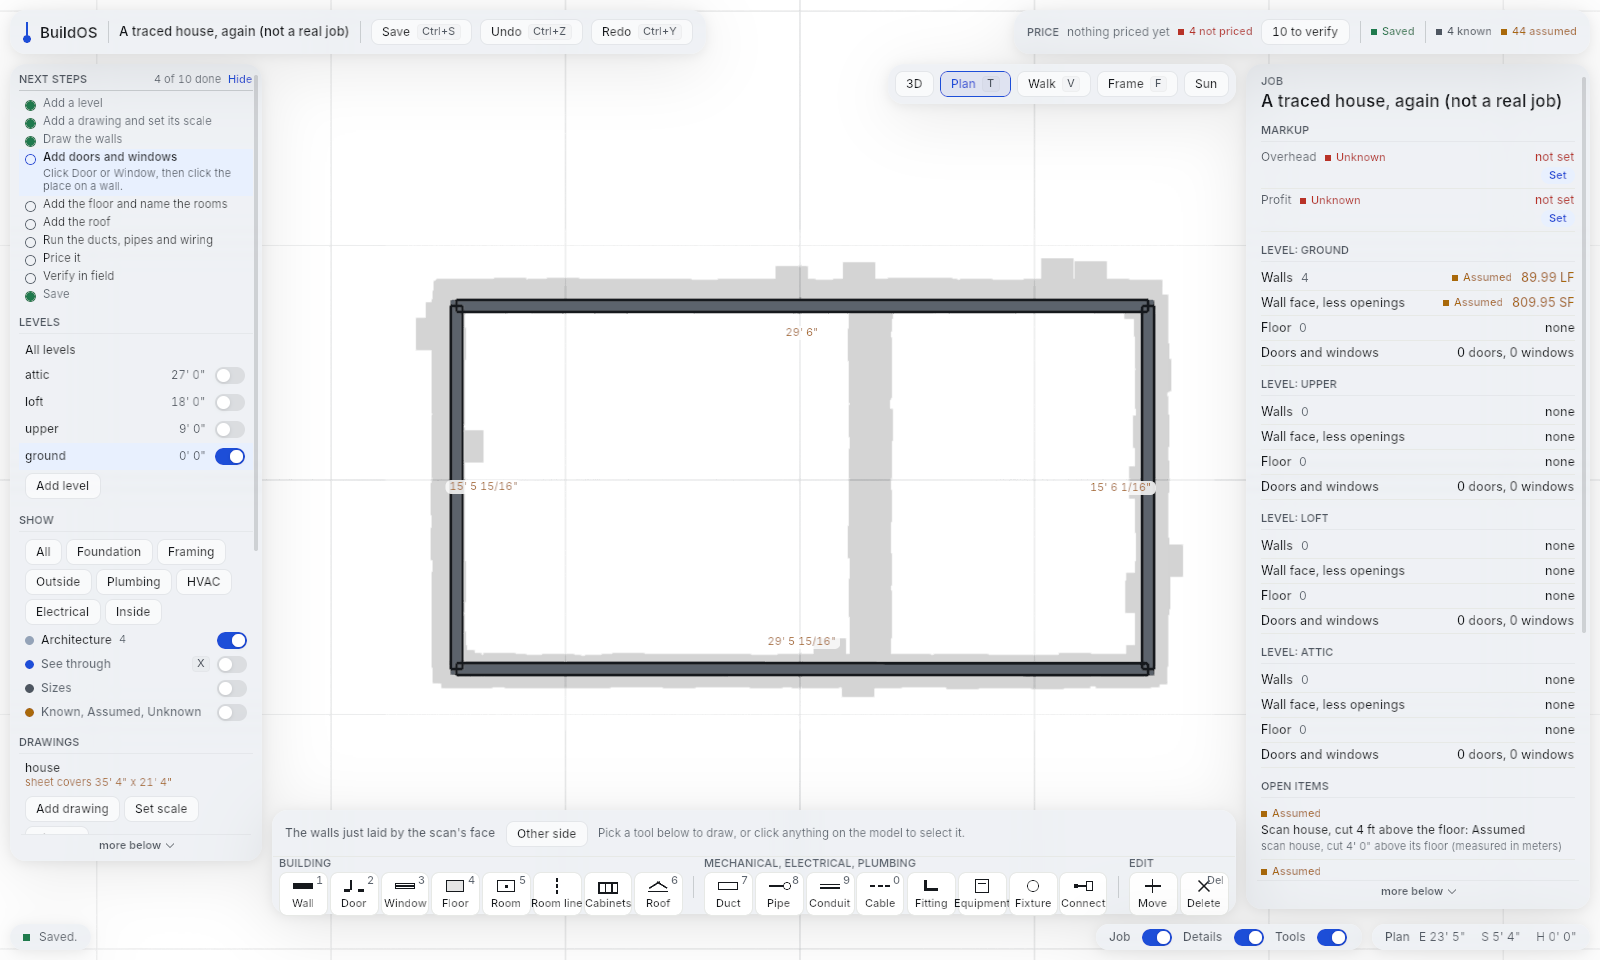 BuildOS
A traced house, again (not a real job)
Save Ctrl+S
Undo Ctrl+Z
Redo Ctrl+Y
PRICE nothing priced yet 4 not priced
10 to verify
Saved
4 known
44 assumed
NEXT STEPS 4 of 10 done Hide
Add a level
Add a drawing and set its scale
Draw the walls
Add doors and windows
Click Door or Window, then click the
place on a wall.
Add the floor and name the rooms
Add the roof
Run the ducts, pipes and wiring
Price it
Verify in field
Save
LEVELS
All levels
attic 27' 0"
loft 18' 0"
upper 9' 0"
ground 0' 0"
Add level
SHOW
All Foundation Framing
Outside Plumbing HVAC
Electrical Inside
Architecture 4
See through X
Sizes
Known, Assumed, Unknown
DRAWINGS
house
sheet covers 35' 4" x 21' 4"
Add drawing Set scale
more below
3D Plan T Walk V Frame F Sun
29' 6"
15' 5 15/16"
15' 6 1/16"
29' 5 15/16"
The walls just laid by the scan's face Other side Pick a tool below to draw, or click anything on the model to select it.
BUILDING
1 Wall
2 Door
3 Window
4 Floor
5 Room
Room line
Cabinets
6 Roof
MECHANICAL, ELECTRICAL, PLUMBING
7 Duct
8 Pipe
9 Conduit
0 Cable
Fitting
Equipment
Fixture
Connect
EDIT
Move
Del Delete
JOB
A traced house, again (not a real job)
MARKUP
Overhead Unknown not set
Set
Profit Unknown not set
Set
LEVEL: GROUND
Walls 4 Assumed 89.99 LF
Wall face, less openings Assumed 809.95 SF
Floor 0 none
Doors and windows 0 doors, 0 windows
LEVEL: UPPER
Walls 0 none
Wall face, less openings none
Floor 0 none
Doors and windows 0 doors, 0 windows
LEVEL: LOFT
Walls 0 none
Wall face, less openings none
Floor 0 none
Doors and windows 0 doors, 0 windows
LEVEL: ATTIC
Walls 0 none
Wall face, less openings none
Floor 0 none
Doors and windows 0 doors, 0 windows
OPEN ITEMS
Assumed
Scan house, cut 4 ft above the floor: Assumed
scan house, cut 4' 0" above its floor (measured in meters)
Assumed
more below
Saved.
Job Details Tools
Plan E 23' 5" S 5' 4" H 0' 0"